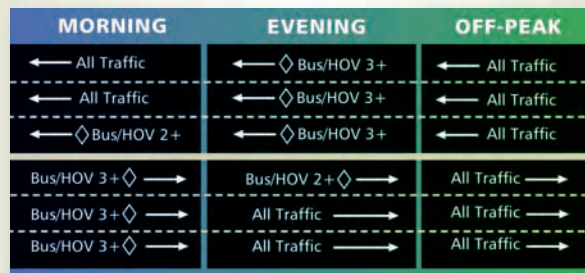 MORNING EVENING OFF-PEAK
All Traffic Bus/HOV 3+ All Traffic
All Traffic Bus/HOV 3+ All Traffic
Bus/HOV 2+ Bus/HOV 3+ All Traffic
Bus/HOV 3+ Bus/HOV 2+ All Traffic
Bus/HOV 3+ All Traffic All Traffic
Bus/HOV 3+ All Traffic All Traffic